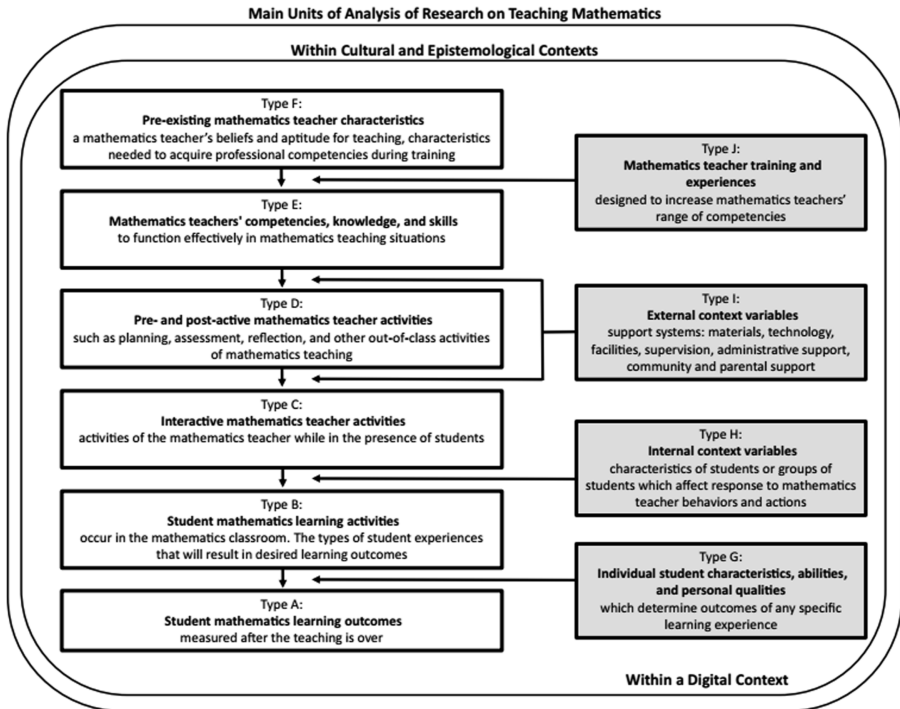 Main Units of Analysis of Research on Teaching Mathematics
Within Cultural and Epistemological Contexts
Type F:
Pre-existing mathematics teacher characteristics
a mathematics teacher's beliefs and aptitude for teaching, characteristics
needed to acquire professional competencies during training
Type J:
Mathematics teacher training and
experiences
designed to increase mathematics teachers'
range of competencies
Type E:
Mathematics teachers' competencies, knowledge, and skills
to function effectively in mathematics teaching situations
Type D:
Pre- and post-active mathematics teacher activities
such as planning, assessment, reflection, and other out-of-class activities
of mathematics teaching
Type I:
External context variables
support systems: materials, technology,
facilities, supervision, administrative support,
community and parental support
Type C:
Interactive mathematics teacher activities
activities of the mathematics teacher while in the presence of students
Type H:
Internal context variables
characteristics of students or groups of
students which affect response to mathematics
teacher behaviors and actions
Type B:
Student mathematics learning activities
occur in the mathematics classroom. The types of student experiences
that will result in desired learning outcomes
Type G:
Individual student characteristics, abilities,
and personal qualities
which determine outcomes of any specific
learning experience
Type A:
Student mathematics learning outcomes
measured after the teaching is over
Within a Digital Context